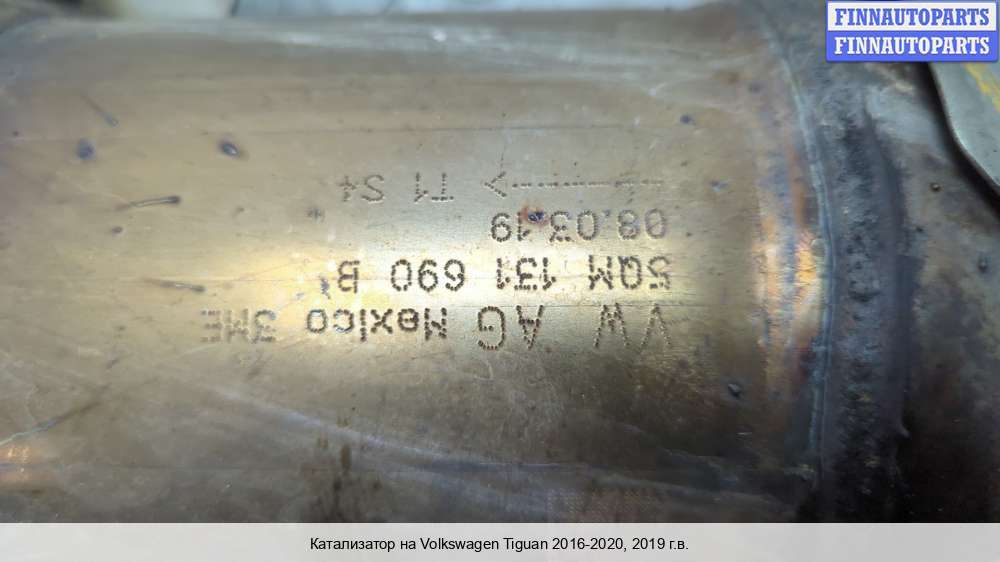 FINNAUTOPARTS
FINNAUTOPARTS
VW AG Mexico 3ME
5QM 131 690 B
08.03.19
--------> T1 S4
Катализатор на Volkswagen Tiguan 2016-2020, 2019 г.в.